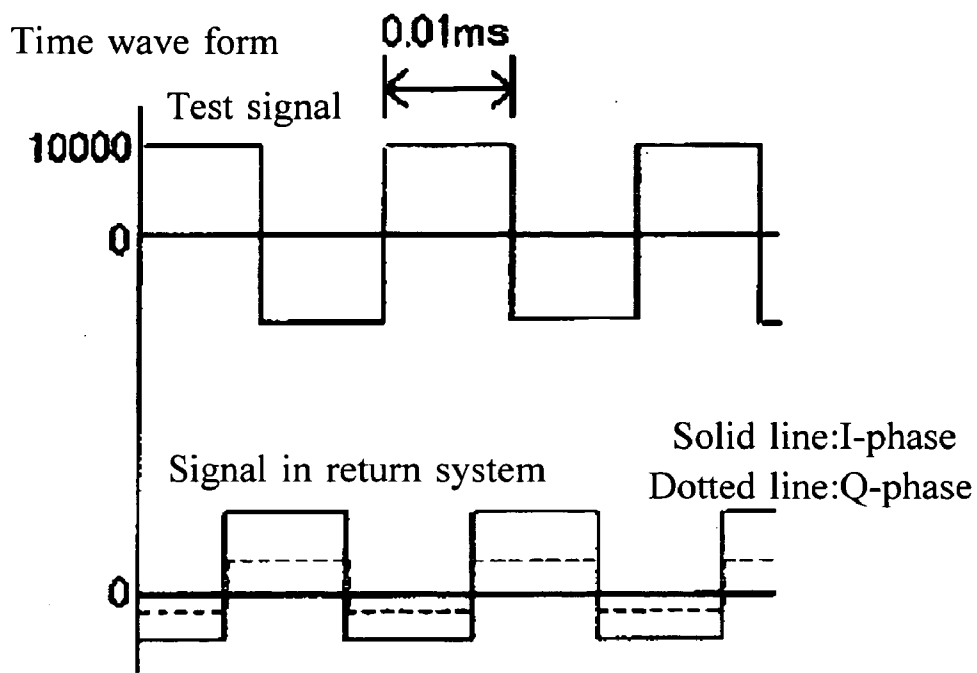 Time wave form
0.01ms
Test signal
10000
0
Solid line:I-phase
Signal in return system
Dotted line:Q-phase
0